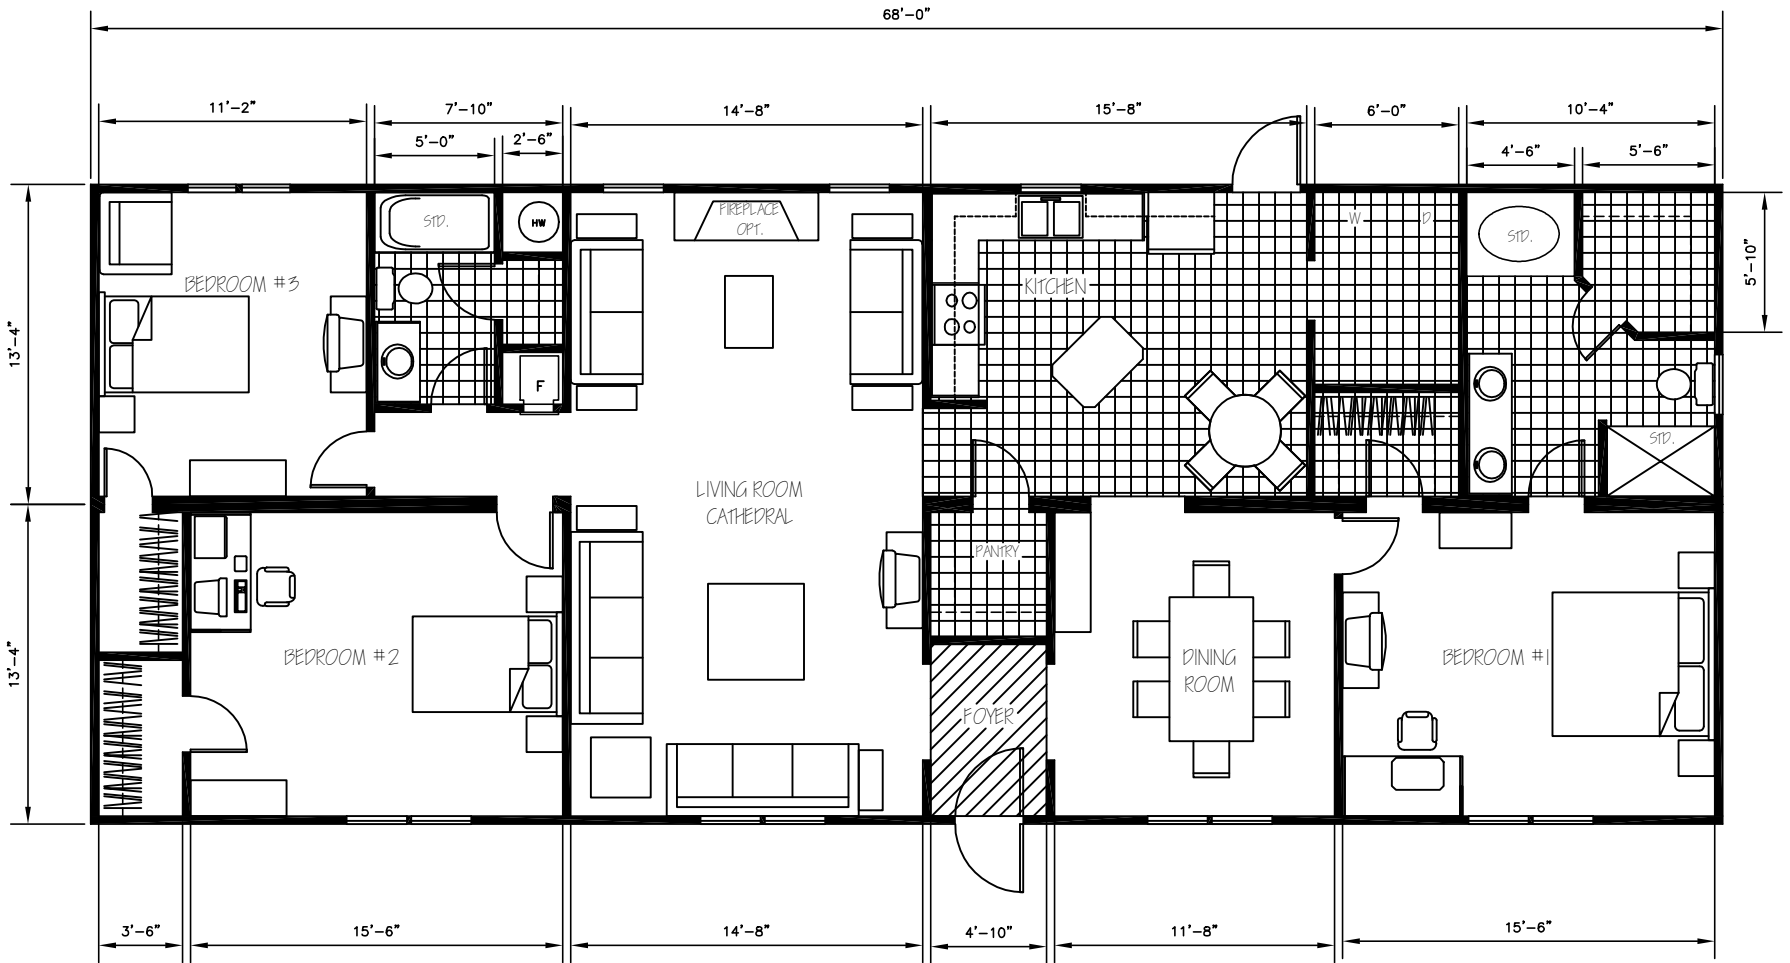 68'-0"
11'-2"
7'-10"
14'-8"
15'-8"
6'-0"
10'-4"
5'-0"
2'-6"
4'-6"
5'-6"
STD.
HW
FIREPLACE
OPT.
W
D
STD.
5'-10"
BEDROOM #3
KITCHEN
13'-4"
F
STD.
LIVING ROOM
CATHEDRAL
PANTRY
13'-4"
BEDROOM #2
DINING
ROOM
BEDROOM #1
FOYER
3'-6"
15'-6"
14'-8"
4'-10"
11'-8"
15'-6"